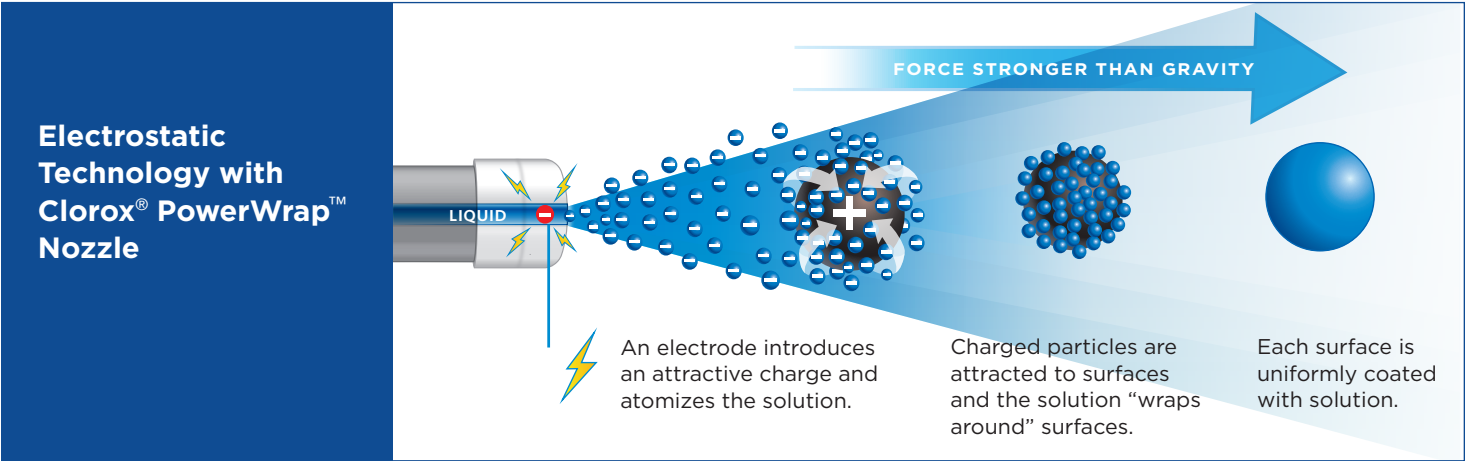 Electrostatic
Technology with
Clorox® PowerWrap™
Nozzle
FORCE STRONGER THAN GRAVITY
LIQUID
An electrode introduces
an attractive charge and
atomizes the solution.
Charged particles are
attracted to surfaces
and the solution “wraps
around” surfaces.
Each surface is
uniformly coated
with solution.